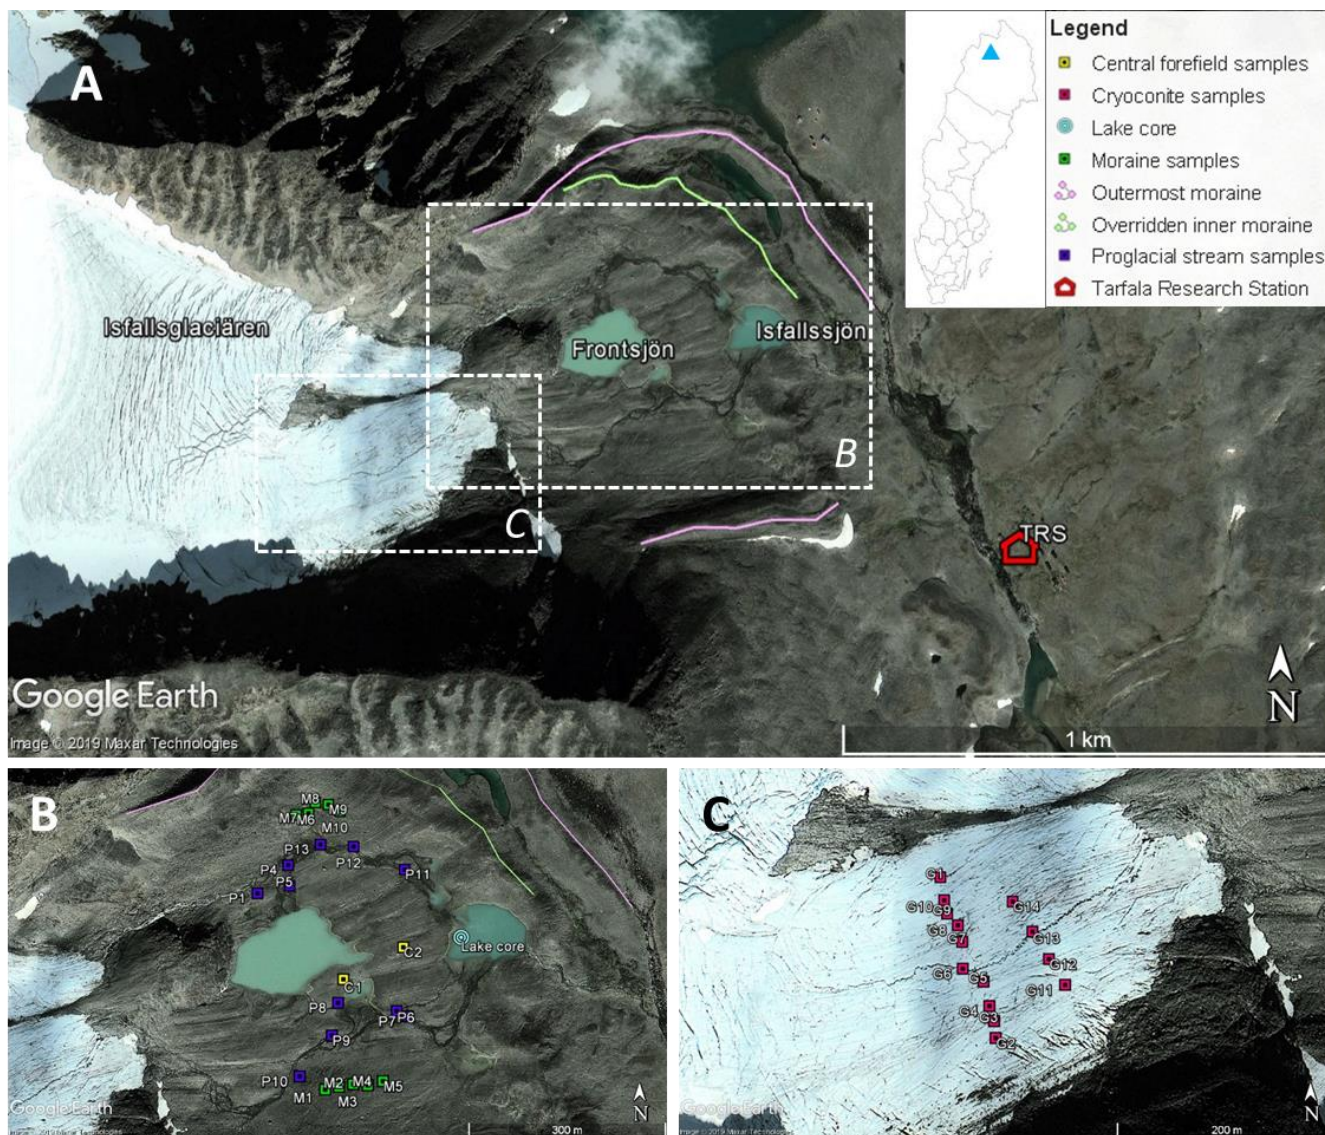 A
Legend
Central forefield samples
Cryoconite samples
Lake core
Moraine samples
Outermost moraine
Overridden inner moraine
Proglacial stream samples
Tarfala Research Station
Isfallsglaciären
Frontsjön
Isfallssjön
B
C
TRS
Google Earth
Image © 2019 Maxar Technologies
1 km
N
B
M8
M7 M6 M9
M10
P13
P12
P4
P5
P11
P1
C2
Lake core
C1
P8
P7 P6
P9
P10
M2 M4 M5
M1 M3
Google Earth
300 m
N
C
G1
G10
G9
G14
G8
G7
G13
G6
G5
G12
G11
G4
G3
G2
Google Earth
200 m
N